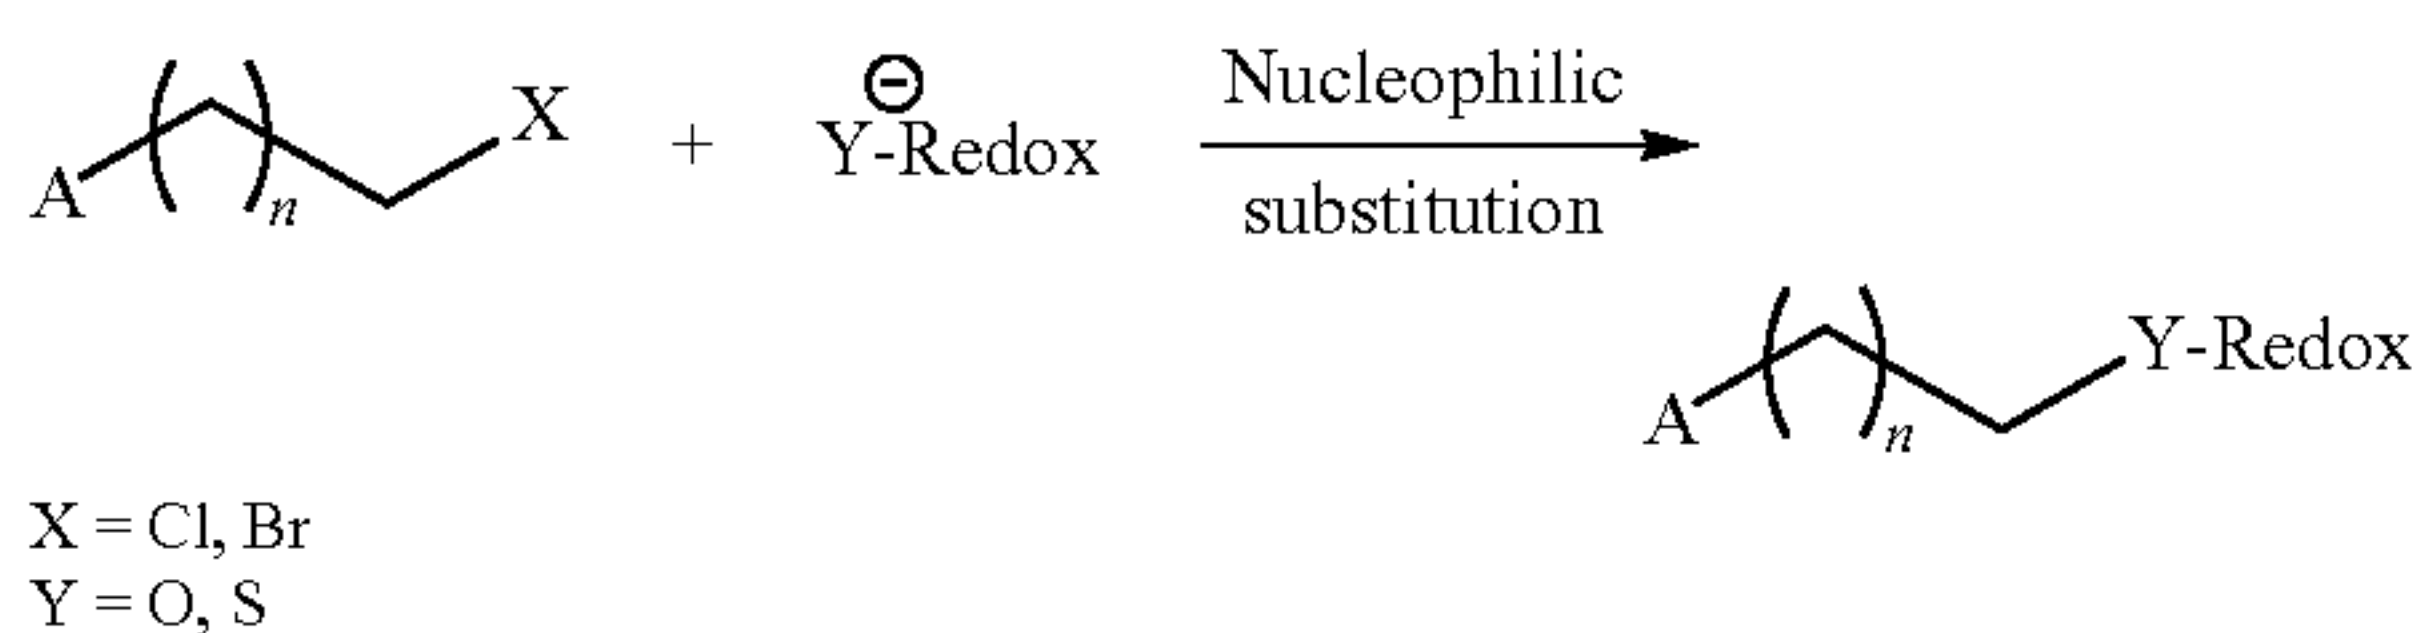 A ( )n X + ⊖ Y-Redox Nucleophilic
substitution
A ( )n Y-Redox
X = Cl, Br
Y = O, S